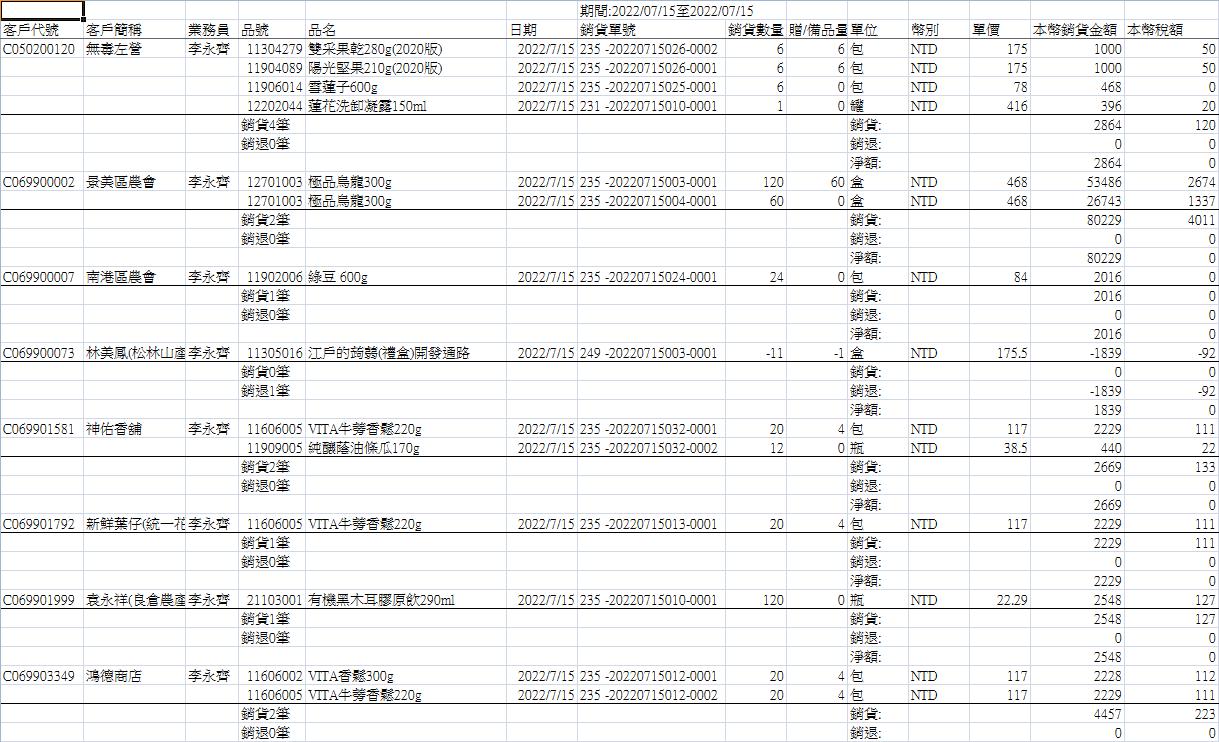 期間:2022/07/15至2022/07/15
客戶代號 客戶簡稱 業務員 品號 品名 日期 銷貨單號 銷貨數量 贈/備品量 單位 幣別 單價 本幣銷貨金額 本幣稅額
C050200120 無毒左營 李永齊 11304279 雙采果乾280g(2020版) 2022/7/15 235 -20220715026-0002 6 6 包 NTD 175 1000 50
11904089 陽光堅果210g(2020版) 2022/7/15 235 -20220715026-0001 6 6 包 NTD 175 1000 50
11906014 雪蓮子600g 2022/7/15 235 -20220715025-0001 6 0 包 NTD 78 468 0
12202044 蓮花洗卸凝露150ml 2022/7/15 231 -20220715010-0001 1 0 罐 NTD 416 396 20
銷貨4筆 銷貨: 2864 120
銷退0筆 銷退: 0 0
淨額: 2864 0
C069900002 景美區農會 李永齊 12701003 極品烏龍300g 2022/7/15 235 -20220715003-0001 120 60 盒 NTD 468 53486 2674
12701003 極品烏龍300g 2022/7/15 235 -20220715004-0001 60 0 盒 NTD 468 26743 1337
銷貨2筆 銷貨: 80229 4011
銷退0筆 銷退: 0 0
淨額: 80229 0
C069900007 南港區農會 李永齊 11902006 綠豆 600g 2022/7/15 235 -20220715024-0001 24 0 包 NTD 84 2016 0
銷貨1筆 銷貨: 2016 0
銷退0筆 銷退: 0 0
淨額: 2016 0
C069900073 林美鳳(松林山產 李永齊 11305016 江戶的蒟蒻(禮盒)開發通路 2022/7/15 249 -20220715003-0001 -11 -1 盒 NTD 175.5 -1839 -92
銷貨0筆 銷貨: 0 0
銷退1筆 銷退: -1839 -92
淨額: 1839 0
C069901581 神佑香舖 李永齊 11606005 VITA牛蒡香鬆220g 2022/7/15 235 -20220715032-0001 20 4 包 NTD 117 2229 111
11909005 純釀蔭油條瓜170g 2022/7/15 235 -20220715032-0002 12 0 瓶 NTD 38.5 440 22
銷貨2筆 銷貨: 2669 133
銷退0筆 銷退: 0 0
淨額: 2669 0
C069901792 新鮮葉仔(統一花 李永齊 11606005 VITA牛蒡香鬆220g 2022/7/15 235 -20220715013-0001 20 4 包 NTD 117 2229 111
銷貨1筆 銷貨: 2229 111
銷退0筆 銷退: 0 0
淨額: 2229 0
C069901999 袁永祥(良倉農產 李永齊 21103001 有機黑木耳膠原飲290ml 2022/7/15 235 -20220715010-0001 120 0 瓶 NTD 22.29 2548 127
銷貨1筆 銷貨: 2548 127
銷退0筆 銷退: 0 0
淨額: 2548 0
C069903349 鴻德商店 李永齊 11606002 VITA香鬆300g 2022/7/15 235 -20220715012-0001 20 4 包 NTD 117 2228 112
11606005 VITA牛蒡香鬆220g 2022/7/15 235 -20220715012-0002 20 4 包 NTD 117 2229 111
銷貨2筆 銷貨: 4457 223
銷退0筆 銷退: 0 0